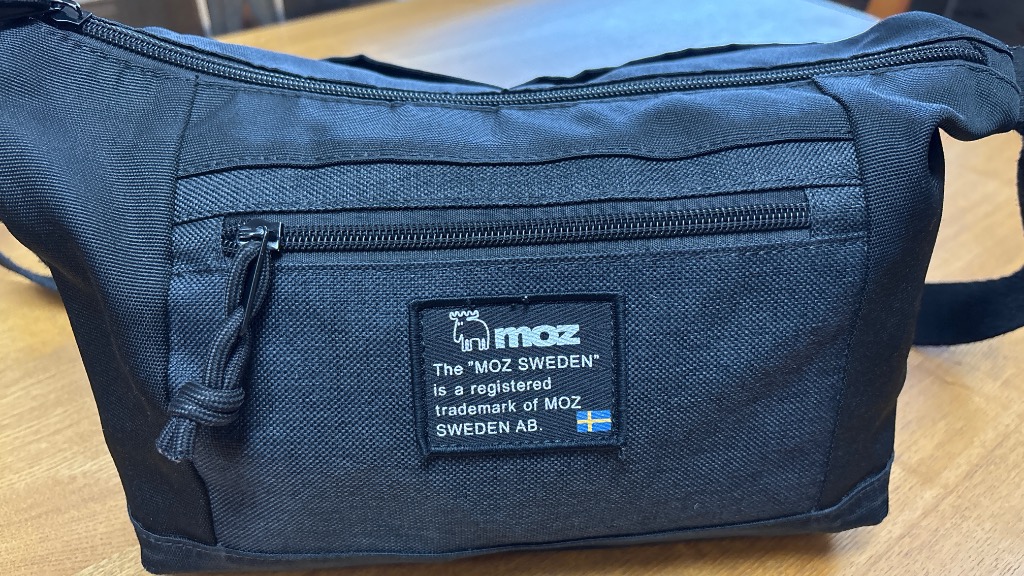 moz
The "MOZ SWEDEN"
is a registered
trademark of MOZ
SWEDEN AB.